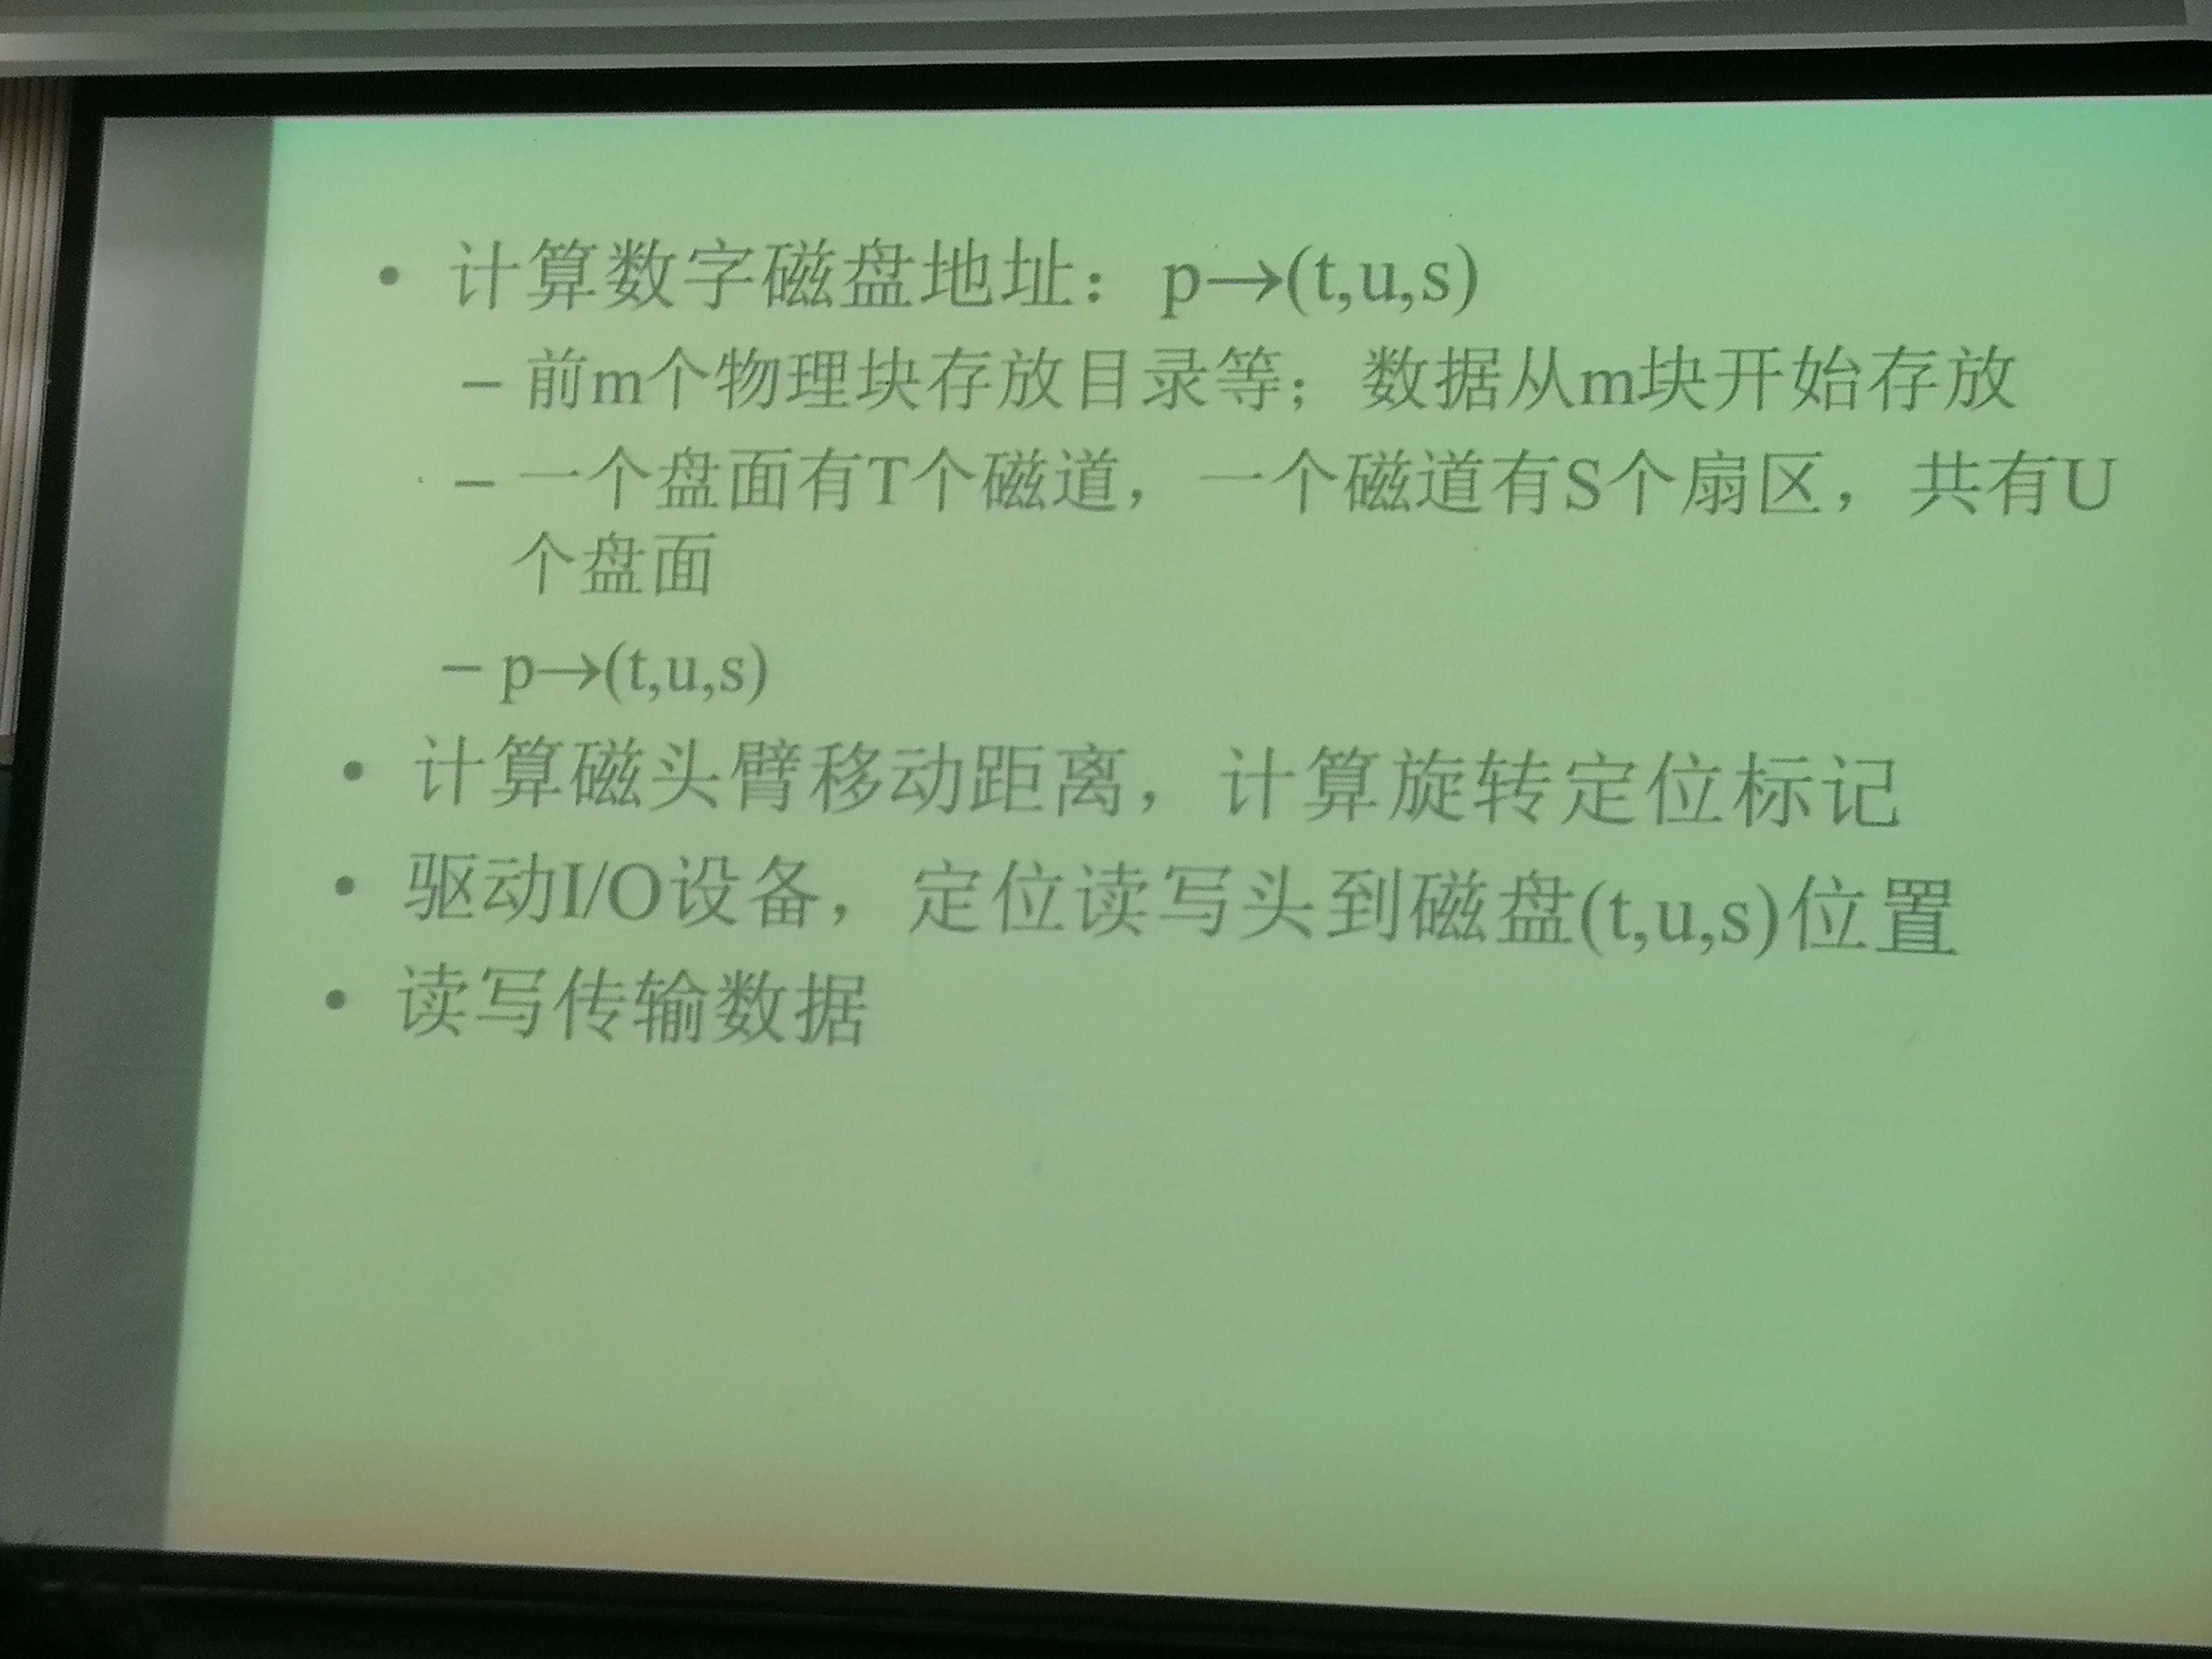 • 计算数字磁盘地址：p→(t,u,s)
– 前m个物理块存放目录等；数据从m块开始存放
– 一个盘面有T个磁道，一个磁道有S个扇区，共有U
个盘面
– p→(t,u,s)
• 计算磁头臂移动距离，计算旋转定位标记
• 驱动I/O设备，定位读写头到磁盘(t,u,s)位置
• 读写传输数据